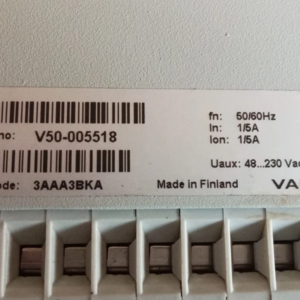 fn: 50/60Hz
In: 1/5A
no: V50-005518
Ion: 1/5A
Uaux: 48...230 Vac
ode: 3AAA3BKA
Made in Finland
VA